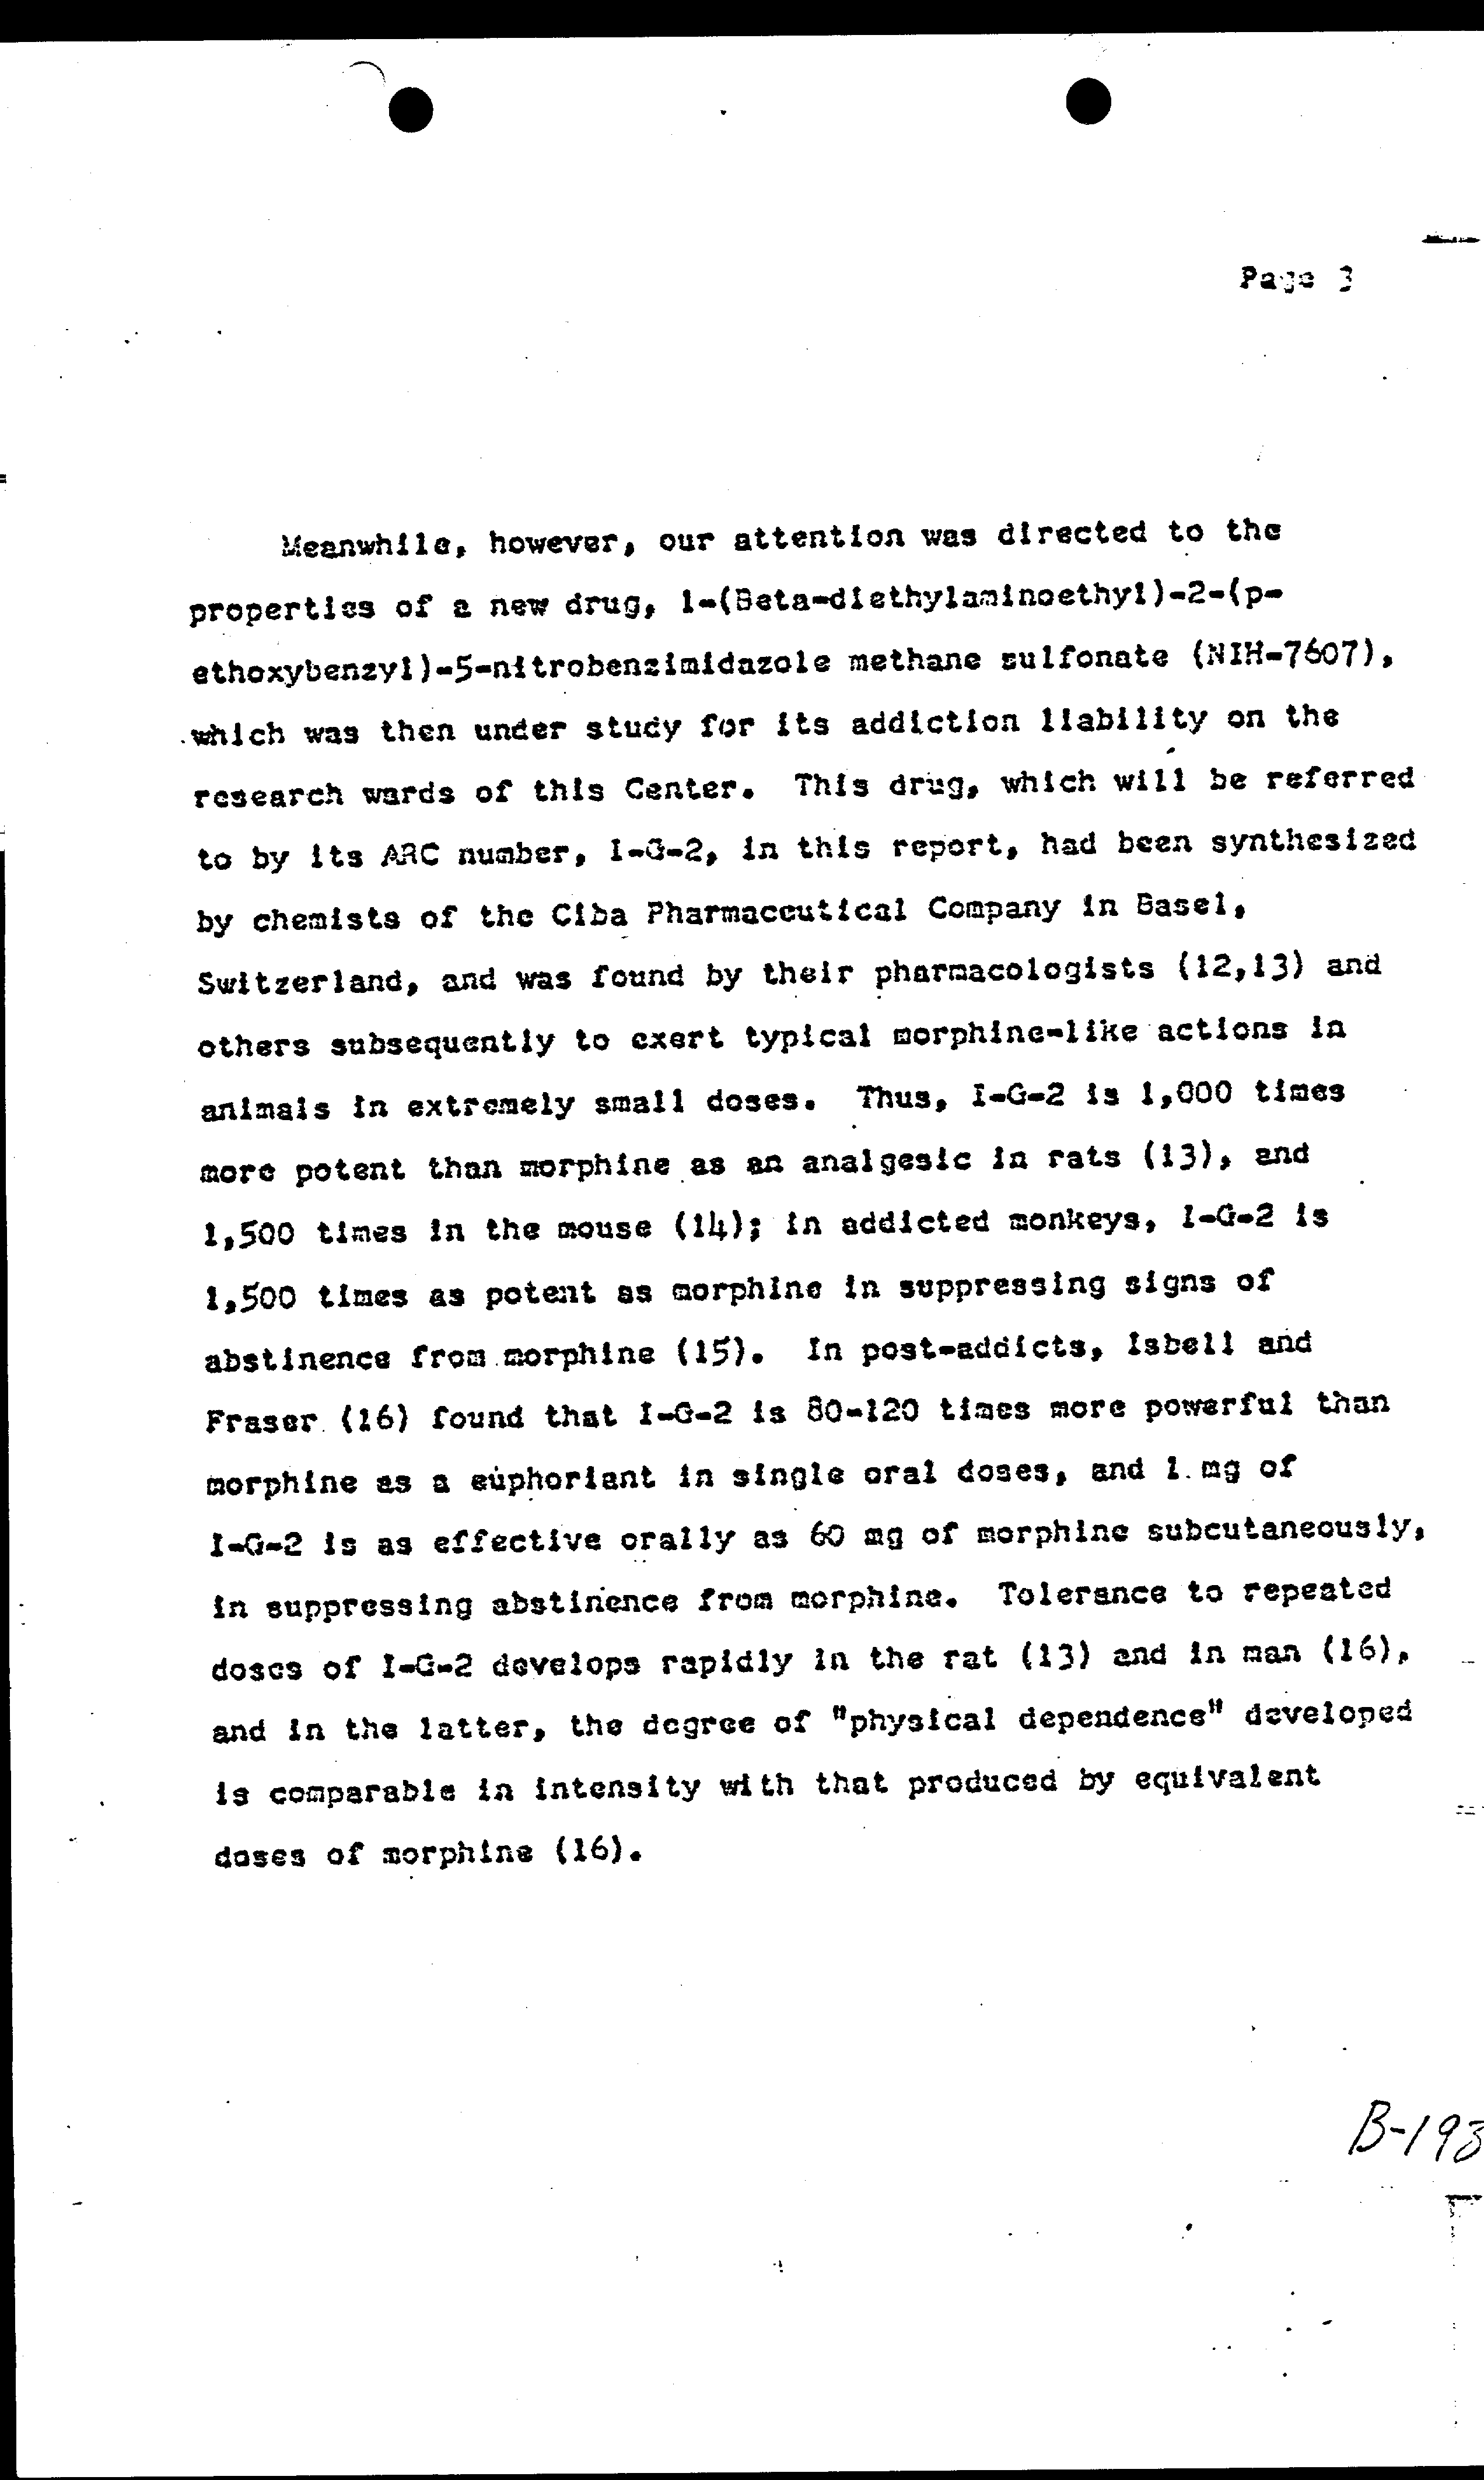 Page 3
Meanwhile, however, our attention was directed to the
properties of a new drug, 1-(Beta-diethylaminoethyl)-2-(p-
ethoxybenzyl)-5-nitrobenzimidazole methane sulfonate (NIH-7607),
which was then under study for its addiction liability on the
research wards of this Center. This drug, which will be referred
to by its ARC number, I-G-2, in this report, had been synthesized
by chemists of the Ciba Pharmaceutical Company in Basel,
Switzerland, and was found by their pharmacologists (12,13) and
others subsequently to exert typical morphine-like actions in
animals in extremely small doses. Thus, I-G-2 is 1,000 times
more potent than morphine as an analgesic in rats (13), and
1,500 times in the mouse (14); in addicted monkeys, I-G-2 is
1,500 times as potent as morphine in suppressing signs of
abstinence from morphine (15). In post-addicts, Isbell and
Fraser (16) found that I-G-2 is 80-120 times more powerful than
morphine as a euphoriant in single oral doses, and 1 mg of
I-G-2 is as effective orally as 60 mg of morphine subcutaneously,
in suppressing abstinence from morphine. Tolerance to repeated
doses of I-G-2 develops rapidly in the rat (13) and in man (16),
and in the latter, the degree of "physical dependence" developed
is comparable in intensity with that produced by equivalent
doses of morphine (16).
B-193